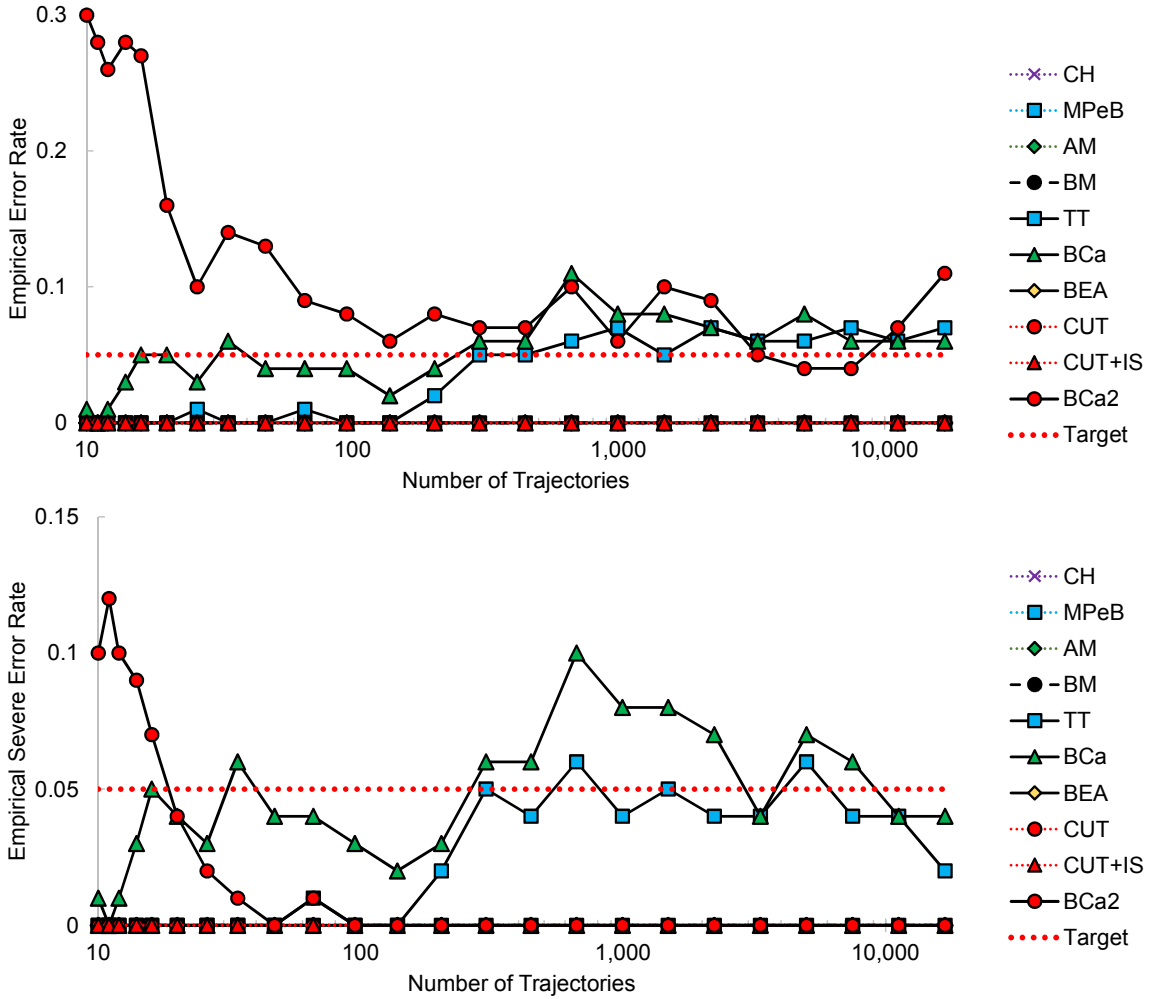 0.3
0.2
0.1
0
Empirical Error Rate
10
100
1,000
10,000
Number of Trajectories
CH
MPeB
AM
BM
TT
BCa
BEA
CUT
CUT+IS
BCa2
Target
0.15
0.1
0.05
0
Empirical Severe Error Rate
10
100
1,000
10,000
Number of Trajectories
CH
MPeB
AM
BM
TT
BCa
BEA
CUT
CUT+IS
BCa2
Target